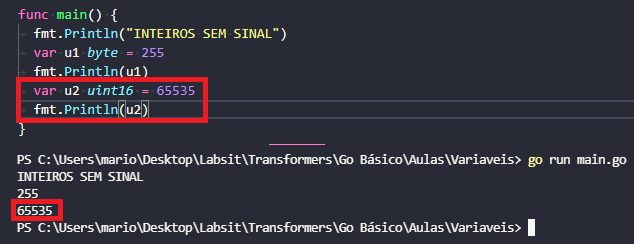 func main() {
fmt.Println("INTEIROS SEM SINAL")
var u1 byte = 255
fmt.Println(u1)
var u2 uint16 = 65535
fmt.Println(u2)
}
PS C:\Users\mario\Desktop\Labsit\Transformers\Go Básico\Aulas\Variaveis> go run main.go
INTEIROS SEM SINAL
255
65535
PS C:\Users\mario\Desktop\Labsit\Transformers\Go Básico\Aulas\Variaveis>